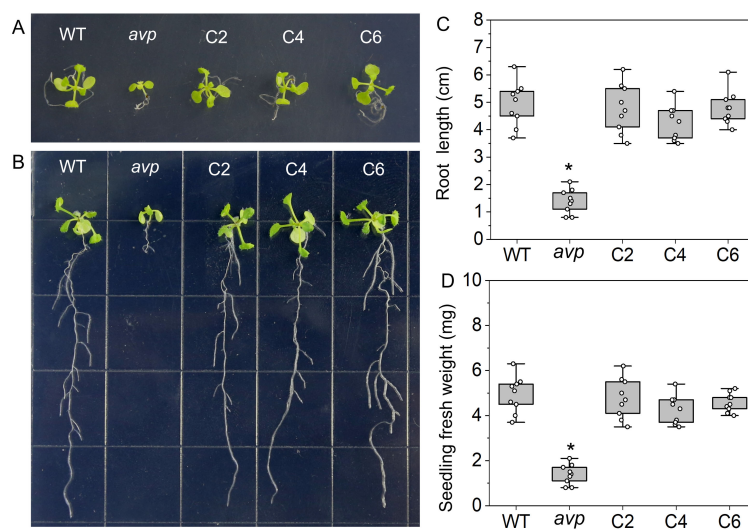 A
WT avp C2 C4 C6
B
WT avp C2 C4 C6
C
Root length (cm)
8
7
6
5
4
3
2
1
0
*
WT avp C2 C4 C6
D
Seedling fresh weight (mg)
10
8
6
4
2
0
*
WT avp C2 C4 C6